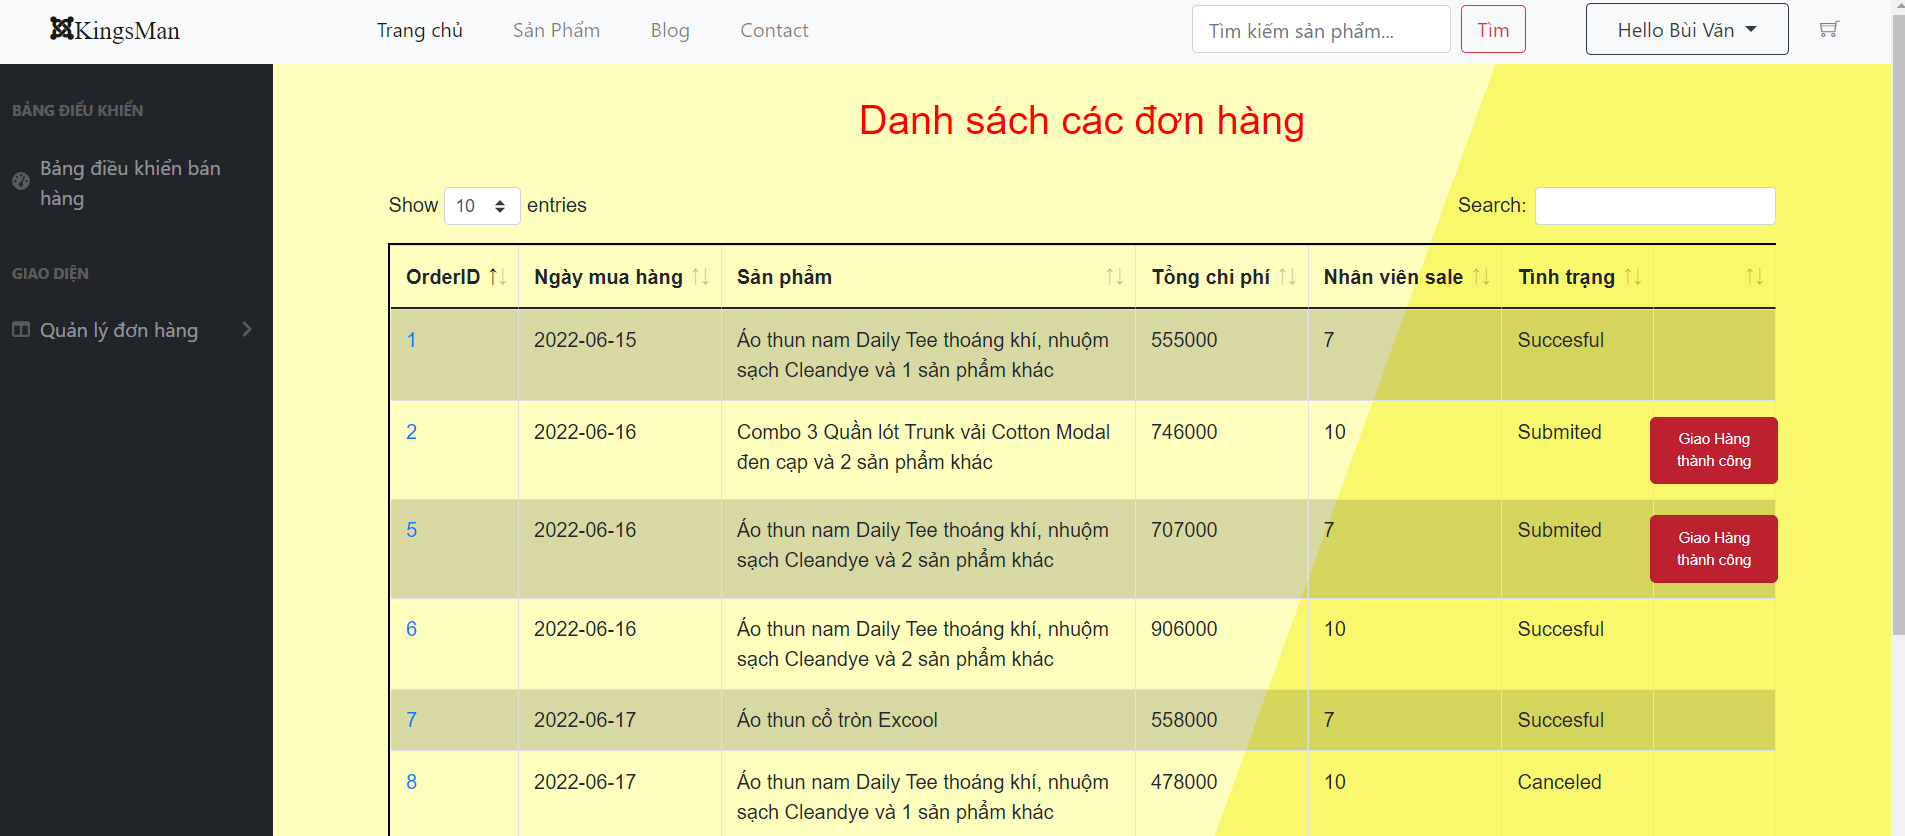 KingsMan Trang chủ Sản Phẩm Blog Contact Tìm kiếm sản phẩm... Tìm Hello Bùi Văn
BẢNG ĐIỀU KHIỂN
Bảng điều khiển bán
hàng
GIAO DIỆN
Quản lý đơn hàng
Danh sách các đơn hàng
Show 10 entries Search:
OrderID Ngày mua hàng Sản phẩm Tổng chi phí Nhân viên sale Tình trạng
1 2022-06-15 Áo thun nam Daily Tee thoáng khí, nhuộm 555000 7 Succesful
sạch Cleandye và 1 sản phẩm khác
2 2022-06-16 Combo 3 Quần lót Trunk vải Cotton Modal 746000 10 Submited Giao Hàng
đen cạp và 2 sản phẩm khác thành công
5 2022-06-16 Áo thun nam Daily Tee thoáng khí, nhuộm 707000 7 Submited Giao Hàng
sạch Cleandye và 2 sản phẩm khác thành công
6 2022-06-16 Áo thun nam Daily Tee thoáng khí, nhuộm 906000 10 Succesful
sạch Cleandye và 2 sản phẩm khác
7 2022-06-17 Áo thun cổ tròn Excool 558000 7 Succesful
8 2022-06-17 Áo thun nam Daily Tee thoáng khí, nhuộm 478000 10 Canceled
sạch Cleandye và 1 sản phẩm khác